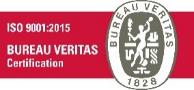 ISO 9001:2015
BUREAU VERITAS
Certification
BUREAU VERITAS
1828